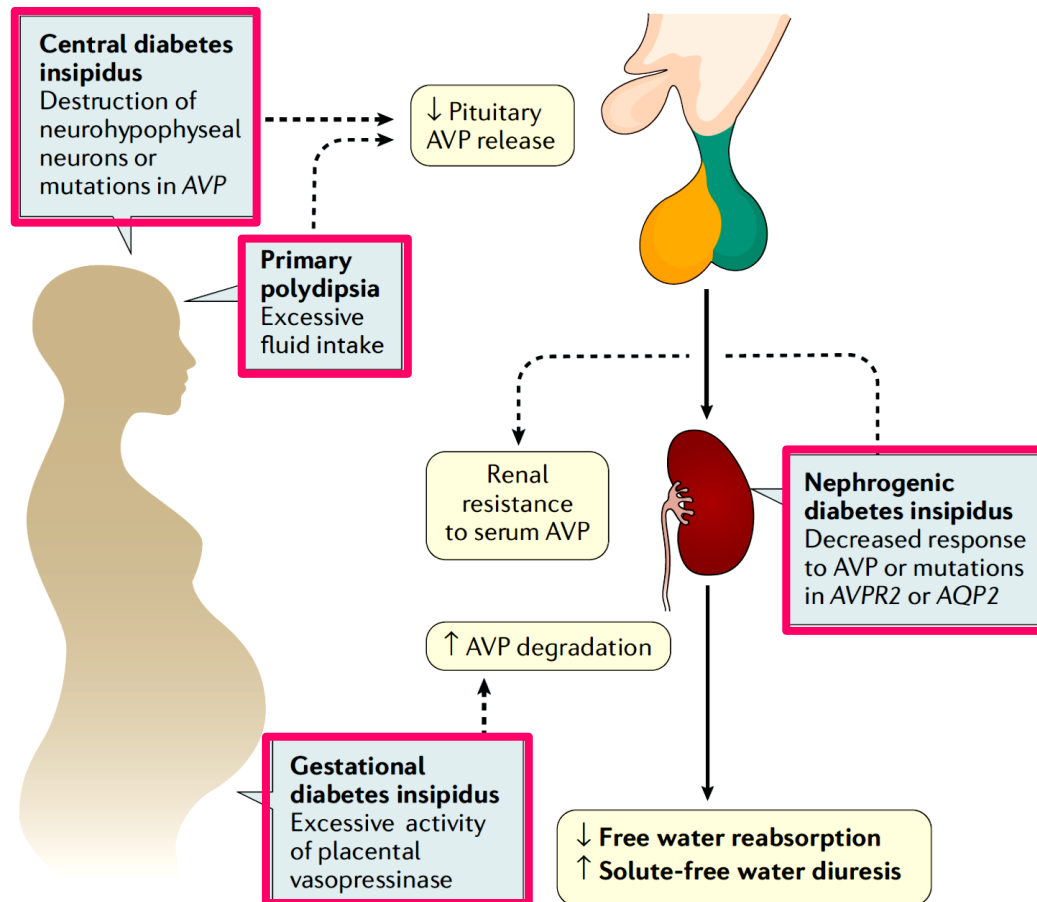 Central diabetes
insipidus
Destruction of
neurohypophyseal
neurons or
mutations in AVP
↓ Pituitary
AVP release
Primary
polydipsia
Excessive
fluid intake
Renal
resistance
to serum AVP
Nephrogenic
diabetes insipidus
Decreased response
to AVP or mutations
in AVPR2 or AQP2
↑ AVP degradation
Gestational
diabetes insipidus
Excessive activity
of placental
vasopressinase
↓ Free water reabsorption
↑ Solute-free water diuresis